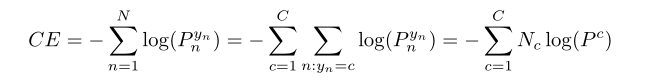 $CE = -\sum_{n=1}^{N} \log(P_n^{y_n}) = -\sum_{c=1}^{C} \sum_{n:y_n=c} \log(P_n^{y_n}) = -\sum_{c=1}^{C} N_c \log(P^c)$